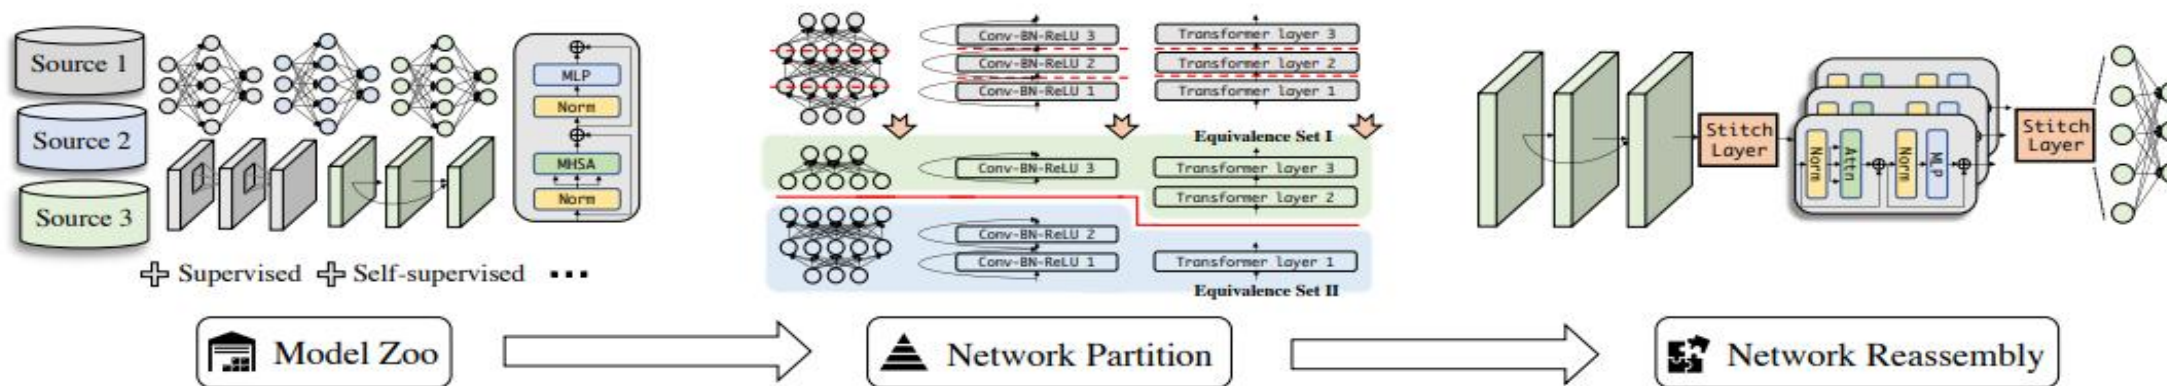 Source 1
Source 2
Source 3
MLP
Norm
MHSA
Norm
Supervised Self-supervised ...
Conv-BN-ReLU 3
Conv-BN-ReLU 2
Conv-BN-ReLU 1
Transformer layer 3
Transformer layer 2
Transformer layer 1
Equivalence Set I
Conv-BN-ReLU 3
Transformer layer 3
Transformer layer 2
Conv-BN-ReLU 2
Conv-BN-ReLU 1
Transformer layer 1
Equivalence Set II
Stitch
Layer
Norm
Attn
Norm
MLP
Stitch
Layer
Model Zoo
Network Partition
Network Reassembly